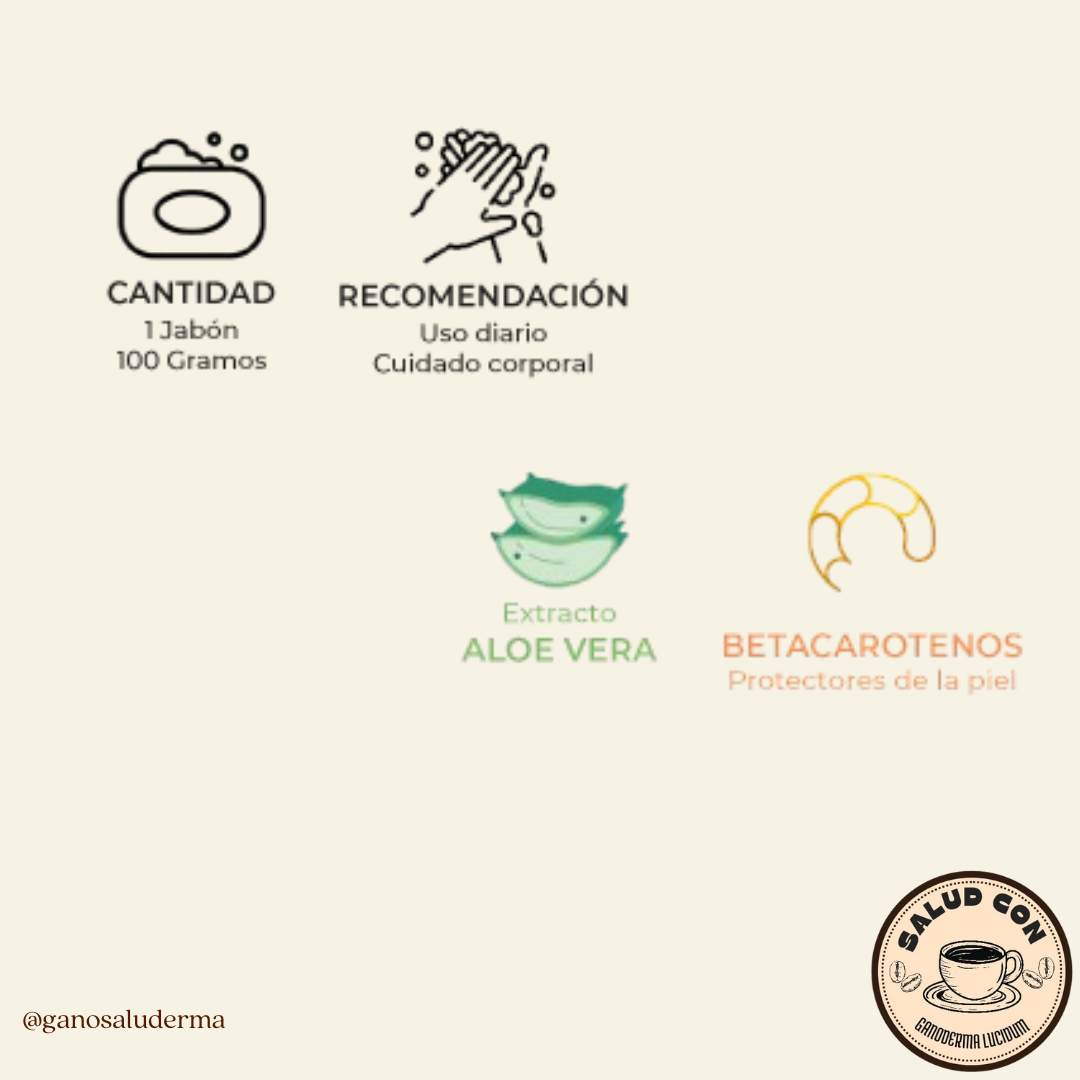 CANTIDAD
1 Jabón
100 Gramos
RECOMENDACIÓN
Uso diario
Cuidado corporal
Extracto
ALOE VERA
BETACAROTENOS
Protectores de la piel
SALUD CON
GANODERMA LUCIDUM
@ganosaluderma